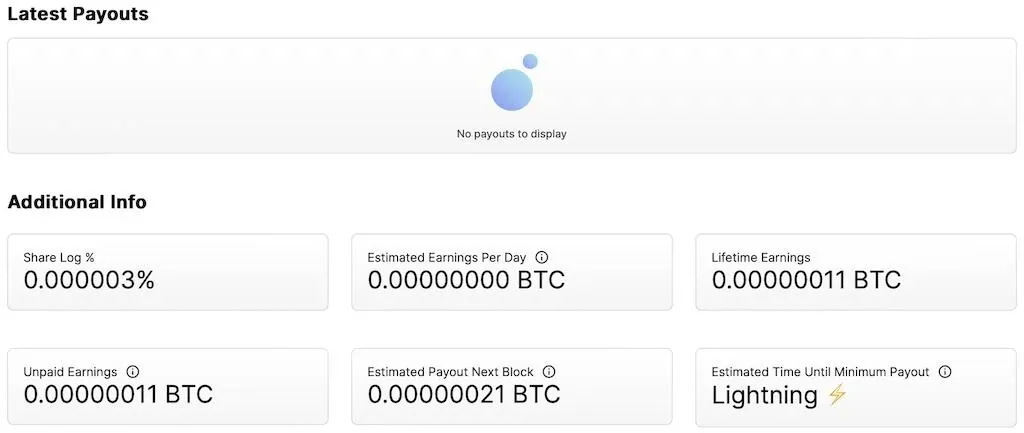 Latest Payouts
No payouts to display
Additional Info
Share Log %
0.000003%
Estimated Earnings Per Day
0.00000000 BTC
Lifetime Earnings
0.00000011 BTC
Unpaid Earnings
0.00000011 BTC
Estimated Payout Next Block
0.00000021 BTC
Estimated Time Until Minimum Payout
Lightning ⚡